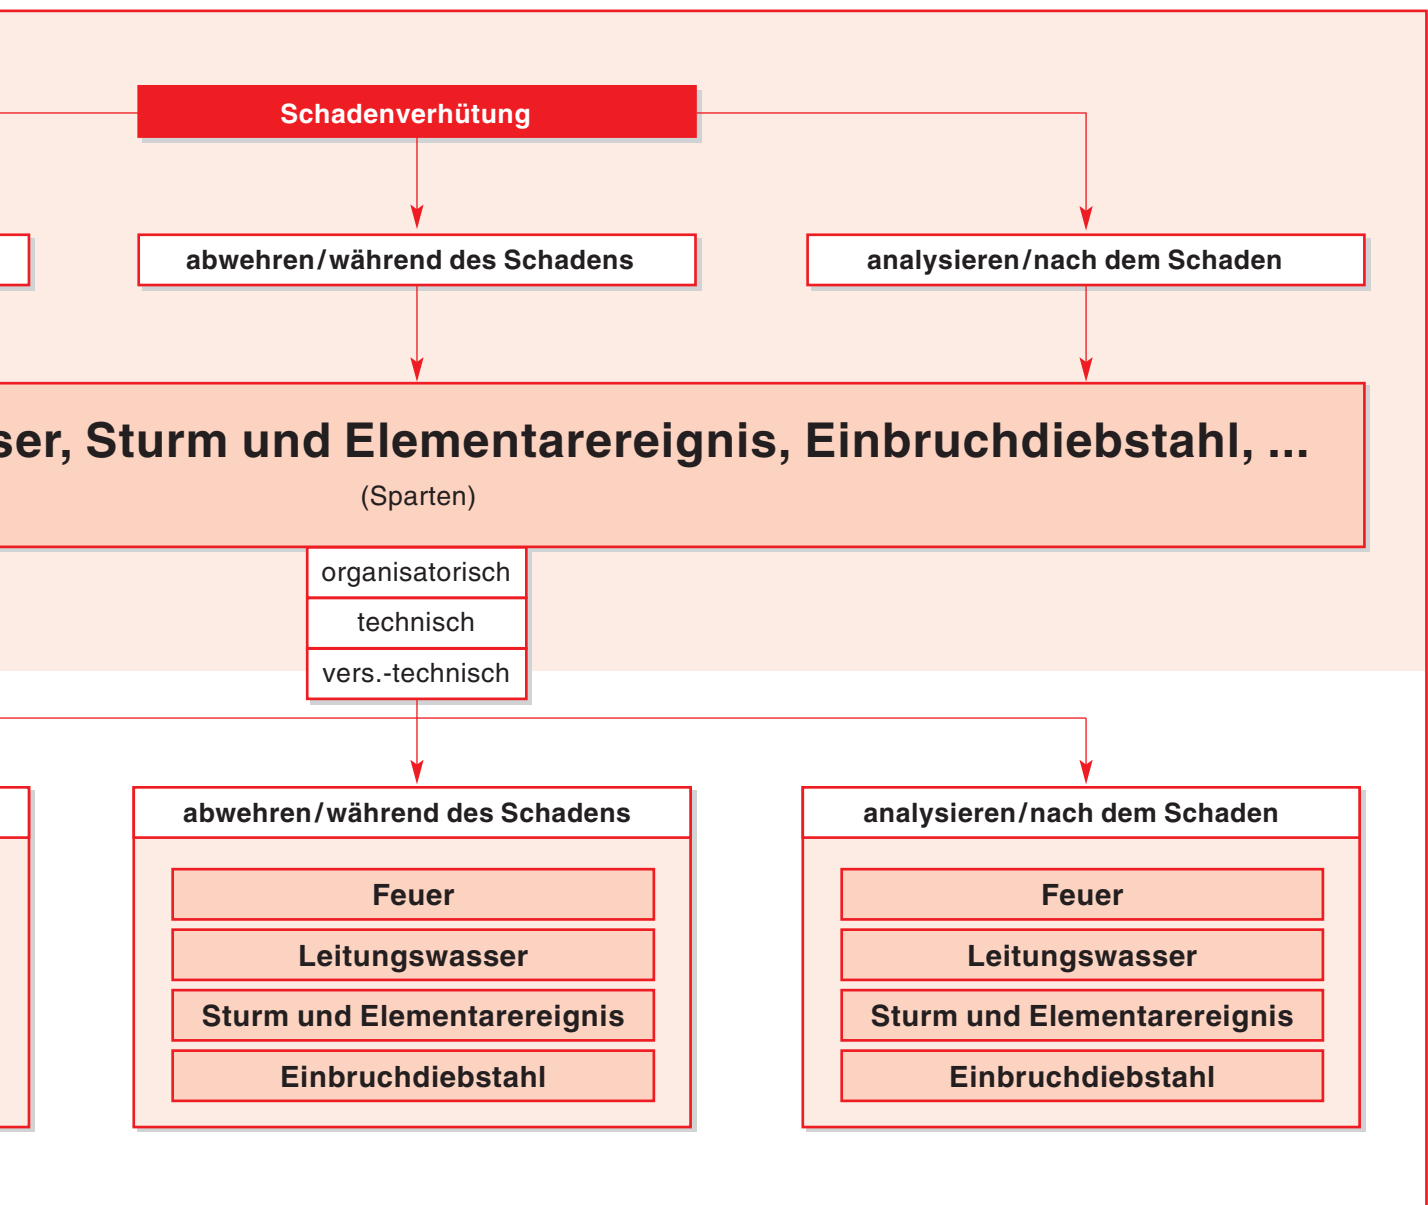 Schadenverhütung
abwehren/während des Schadens
analysieren/nach dem Schaden
ser, Sturm und Elementarereignis, Einbruchdiebstahl, ...
(Sparten)
organisatorisch
technisch
vers.-technisch
abwehren/während des Schadens
Feuer
Leitungswasser
Sturm und Elementarereignis
Einbruchdiebstahl
analysieren/nach dem Schaden
Feuer
Leitungswasser
Sturm und Elementarereignis
Einbruchdiebstahl